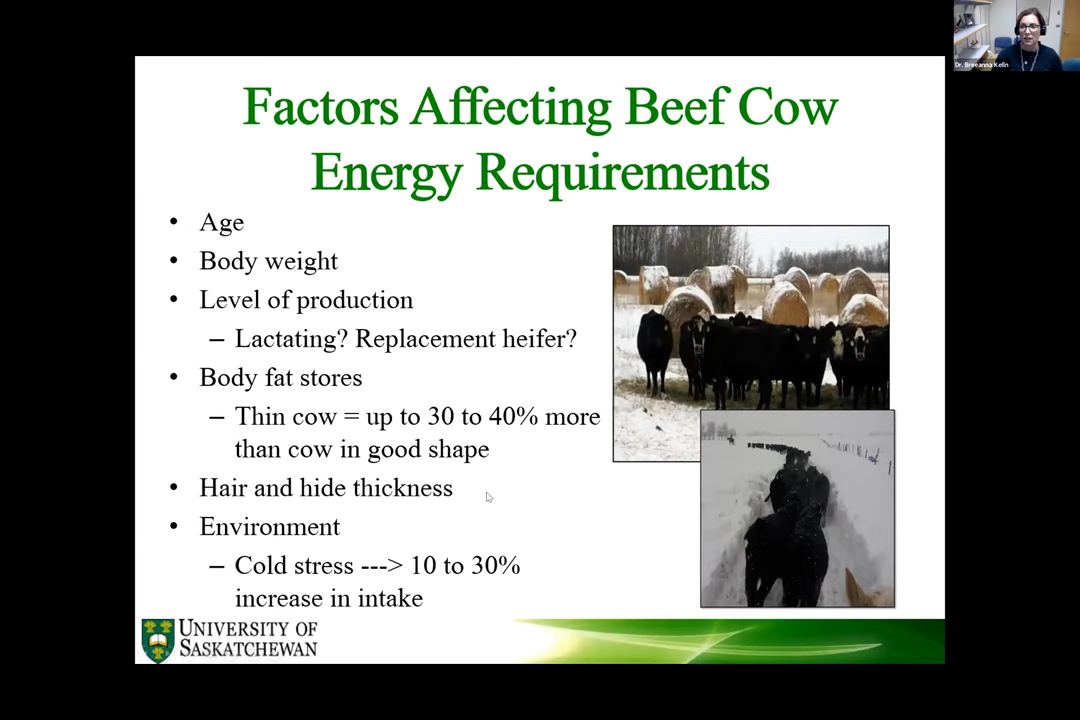 Factors Affecting Beef Cow
Energy Requirements
• Age
• Body weight
• Level of production
– Lactating? Replacement heifer?
• Body fat stores
– Thin cow = up to 30 to 40% more
than cow in good shape
• Hair and hide thickness
• Environment
– Cold stress ---> 10 to 30%
increase in intake
UNIVERSITY OF
SASKATCHEWAN
Dr. Breeanna Kelln